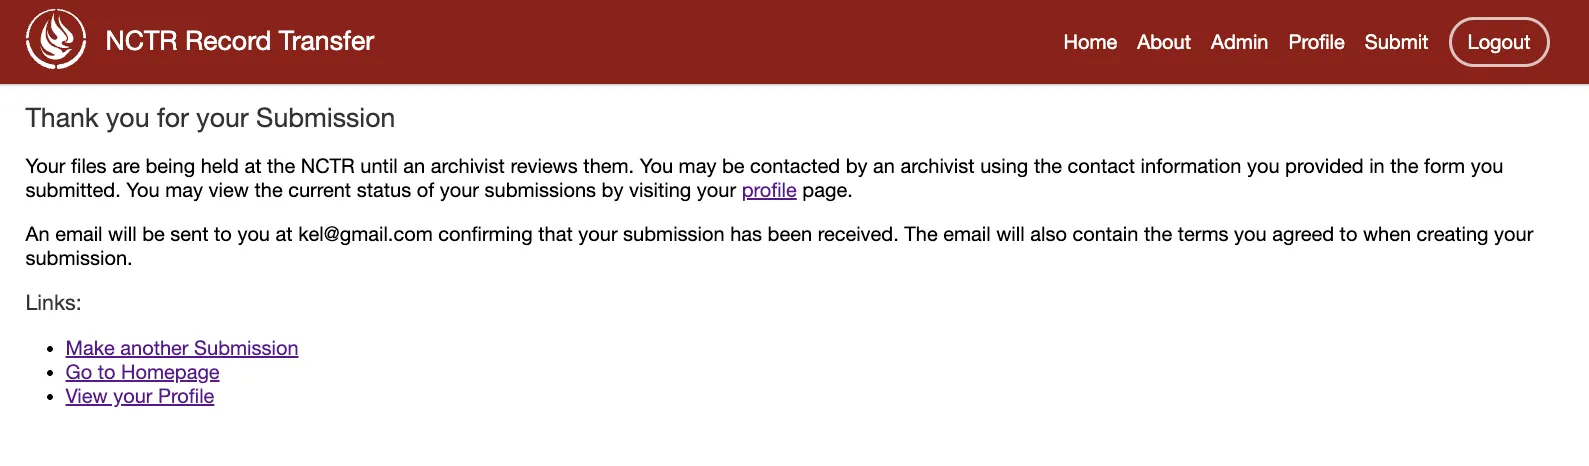 NCTR Record Transfer
Home About Admin Profile Submit Logout
Thank you for your Submission
Your files are being held at the NCTR until an archivist reviews them. You may be contacted by an archivist using the contact information you provided in the form you
submitted. You may view the current status of your submissions by visiting your profile page.
An email will be sent to you at kel@gmail.com confirming that your submission has been received. The email will also contain the terms you agreed to when creating your
submission.
Links:
• Make another Submission
• Go to Homepage
• View your Profile